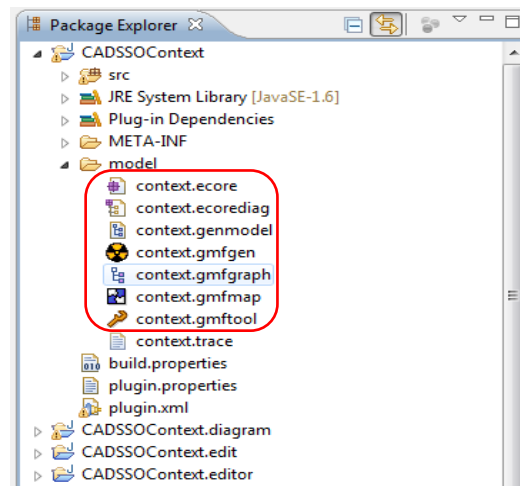 Package Explorer
CADSSOContext
src
JRE System Library [JavaSE-1.6]
Plug-in Dependencies
META-INF
model
context.ecore
context.ecorediag
context.genmodel
context.gmfgen
context.gmfgraph
context.gmfmap
context.gmftool
context.trace
build.properties
plugin.properties
plugin.xml
CADSSOContext.diagram
CADSSOContext.edit
CADSSOContext.editor